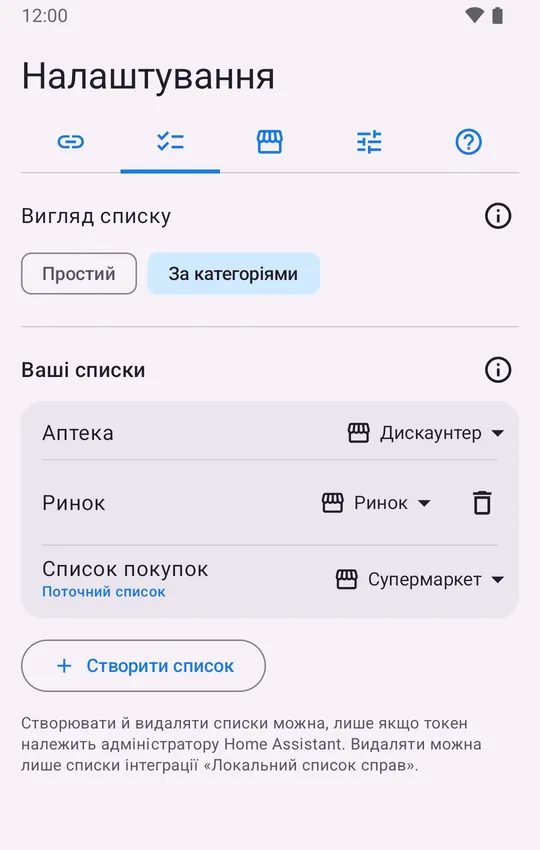 12:00
Налаштування
Вигляд списку
Простий
За категоріями
Ваші списки
Аптека
Дискаунтер
Ринок
Ринок
Список покупок
Поточний список
Супермаркет
Створити список
Створювати й видаляти списки можна, лише якщо токен
належить адміністратору Home Assistant. Видаляти можна
лише списки інтеграції «Локальний список справ».